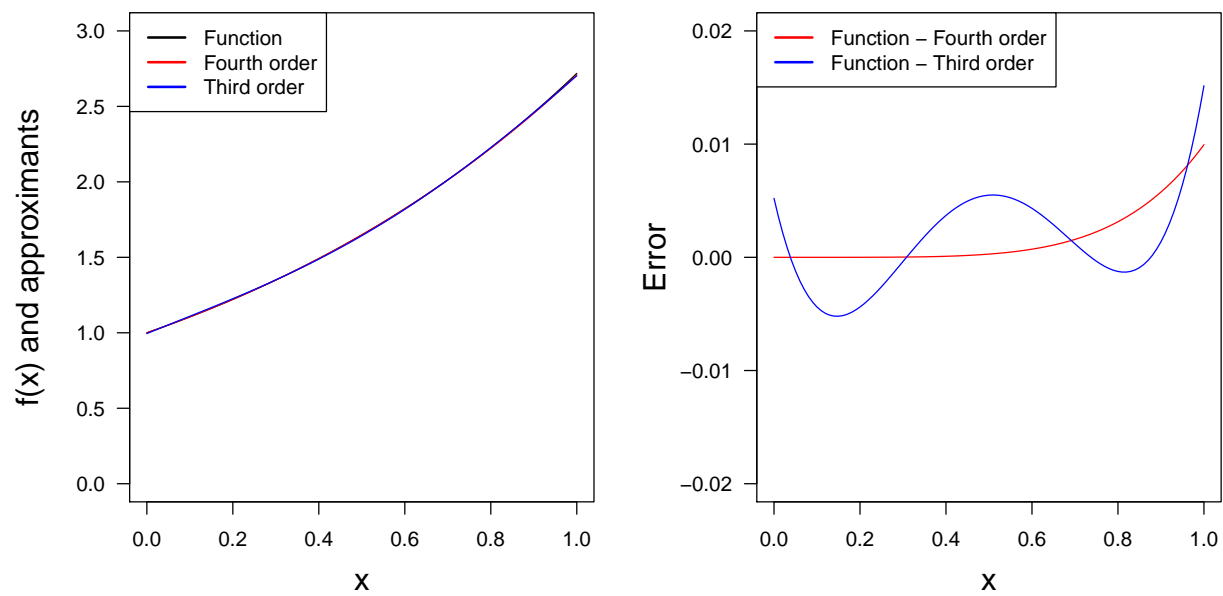 3.0
2.5
2.0
1.5
1.0
0.5
0.0
f(x) and approximants
Function
Fourth order
Third order
0.0 0.2 0.4 0.6 0.8 1.0
x
0.02
0.01
0.00
−0.01
−0.02
Error
Function − Fourth order
Function − Third order
0.0 0.2 0.4 0.6 0.8 1.0
x